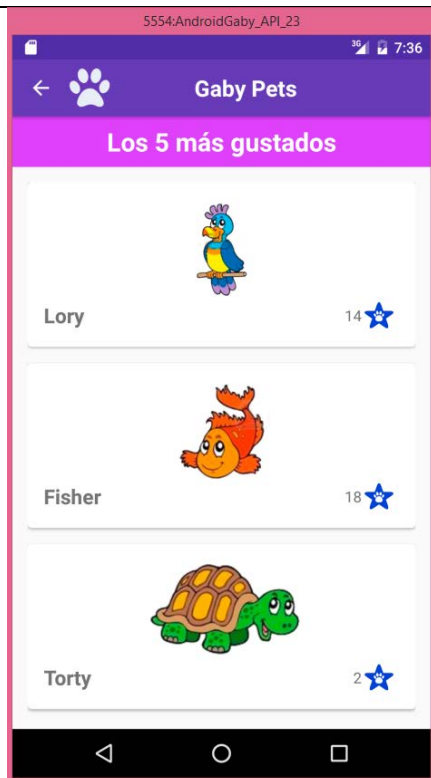 5554:AndroidGaby_API_23
3G 7:36
Gaby Pets
Los 5 más gustados
Lory
14
Fisher
18
Torty
2